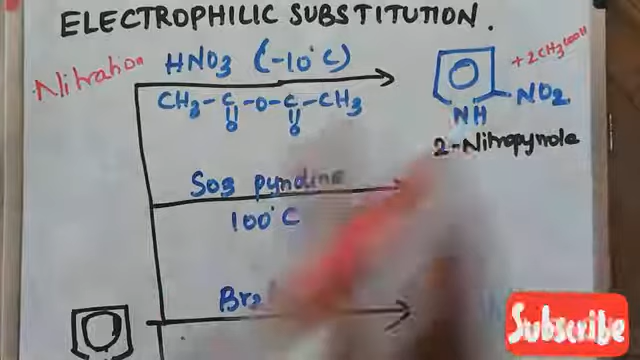 ELECTROPHILIC SUBSTITUTION.
Nitration HNO3 (-10°C) + 2CH3COOH
CH3-C-O-C-CH3
O O
NO2
NH
2-Nitropyrrole
SO3 pyridine
100°C
Br2
Subscribe